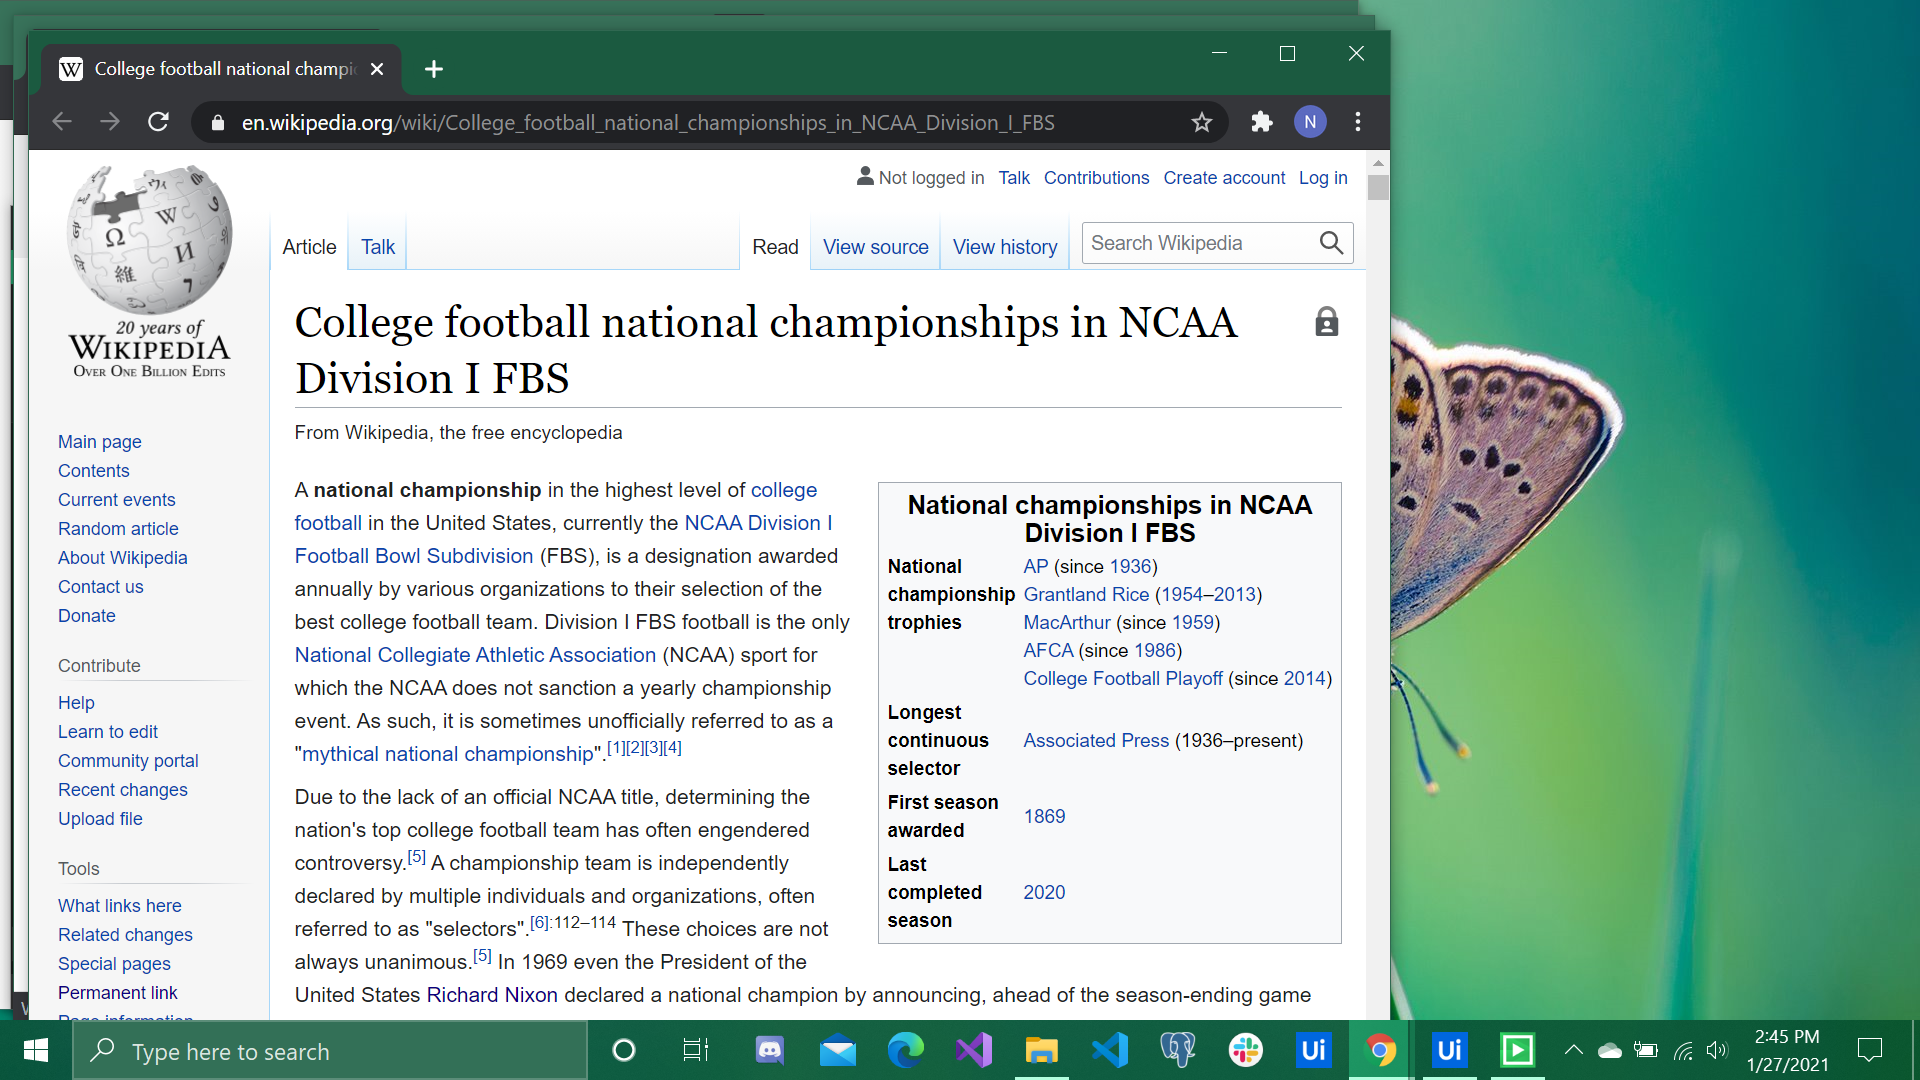 College football national champi
en.wikipedia.org/wiki/College_football_national_championships_in_NCAA_Division_I_FBS
N
Not logged in Talk Contributions Create account Log in
Article Talk Read View source View history Search Wikipedia
20 years of
WIKIPEDIA
OVER ONE BILLION EDITS
Main page
Contents
Current events
Random article
About Wikipedia
Contact us
Donate
Contribute
Help
Learn to edit
Community portal
Recent changes
Upload file
Tools
What links here
Related changes
Special pages
Permanent link
Page information
College football national championships in NCAA
Division I FBS
From Wikipedia, the free encyclopedia
A national championship in the highest level of college
football in the United States, currently the NCAA Division I
Football Bowl Subdivision (FBS), is a designation awarded
annually by various organizations to their selection of the
best college football team. Division I FBS football is the only
National Collegiate Athletic Association (NCAA) sport for
which the NCAA does not sanction a yearly championship
event. As such, it is sometimes unofficially referred to as a
"mythical national championship".[1][2][3][4]
Due to the lack of an official NCAA title, determining the
nation's top college football team has often engendered
controversy.[5] A championship team is independently
declared by multiple individuals and organizations, often
referred to as "selectors".[6]:112–114 These choices are not
always unanimous.[5] In 1969 even the President of the
United States Richard Nixon declared a national champion by announcing, ahead of the season-ending game
National championships in NCAA
Division I FBS
National championship trophies
AP (since 1936)
Grantland Rice (1954–2013)
MacArthur (since 1959)
AFCA (since 1986)
College Football Playoff (since 2014)
Longest continuous selector
Associated Press (1936–present)
First season awarded
1869
Last completed season
2020
Type here to search
Ui
Ui
2:45 PM
1/27/2021